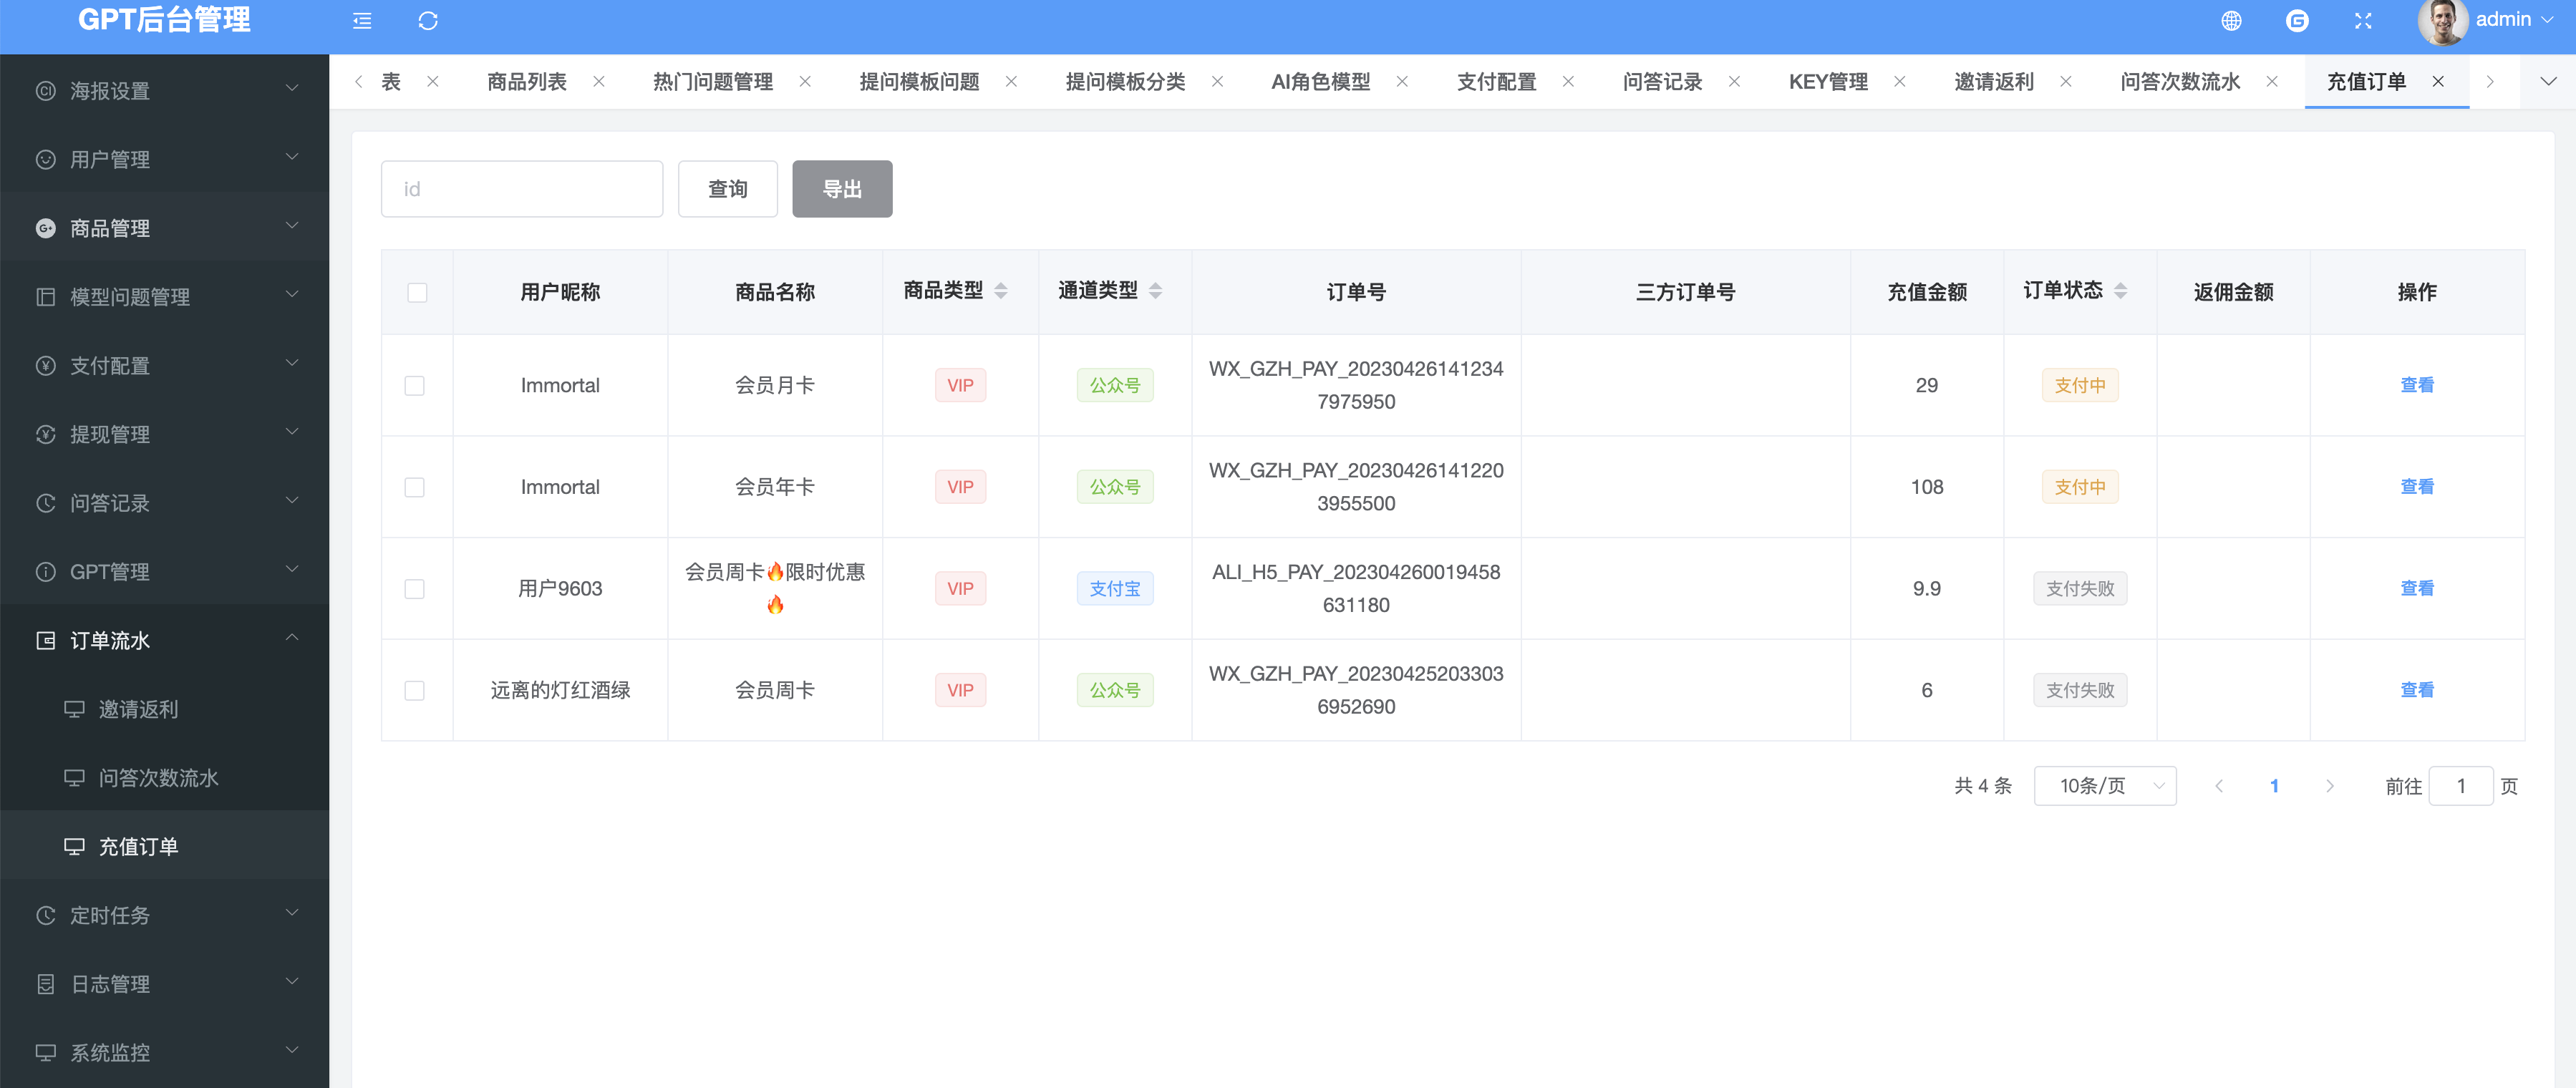 GPT后台管理
admin
海报设置
用户管理
商品管理
模型问题管理
支付配置
提现管理
问答记录
GPT管理
订单流水
邀请返利
问答次数流水
充值订单
定时任务
日志管理
系统监控
表
商品列表
热门问题管理
提问模板问题
提问模板分类
AI角色模型
支付配置
问答记录
KEY管理
邀请返利
问答次数流水
充值订单
id
查询
导出
用户昵称 商品名称 商品类型 通道类型 订单号 三方订单号 充值金额 订单状态 返佣金额 操作
Immortal 会员月卡 VIP 公众号 WX_GZH_PAY_20230426141234
7975950 29 支付中 查看
Immortal 会员年卡 VIP 公众号 WX_GZH_PAY_20230426141220
3955500 108 支付中 查看
用户9603 会员周卡🔥限时优惠
🔥 VIP 支付宝 ALI_H5_PAY_202304260019458
631180 9.9 支付失败 查看
远离的灯红酒绿 会员周卡 VIP 公众号 WX_GZH_PAY_20230425203303
6952690 6 支付失败 查看
共 4 条 10条/页 1 前往 1 页